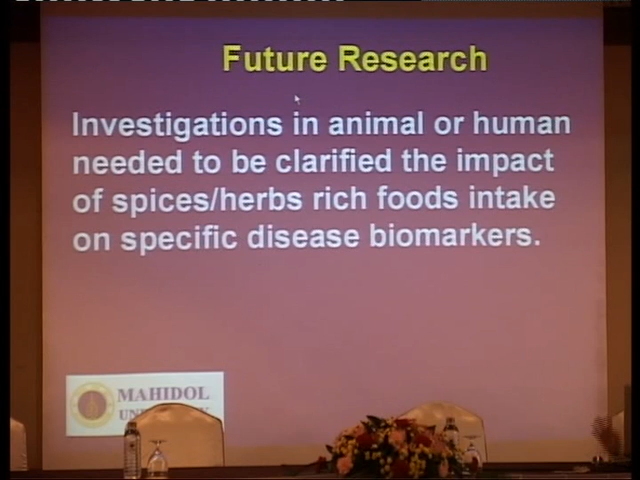 Future Research
Investigations in animal or human
needed to be clarified the impact
of spices/herbs rich foods intake
on specific disease biomarkers.
MAHIDOL